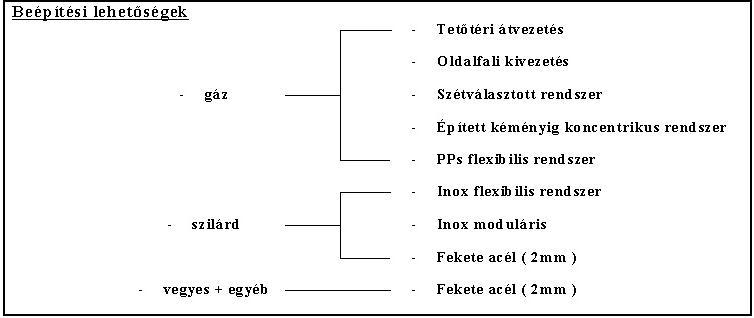 Beépítési lehetőségek
- Tetőtéri átvezetés
- Oldalfali kivezetés
- gáz - Szétválasztott rendszer
- Épített kéményig koncentrikus rendszer
- PPs flexibilis rendszer
- Inox flexibilis rendszer
- szilárd - Inox moduláris
- Fekete acél ( 2mm )
- vegyes + egyéb - Fekete acél ( 2mm )